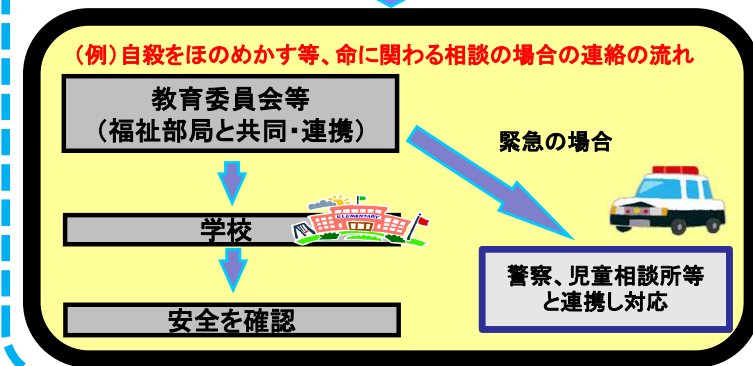 （例）自殺をほのめかす等、命に関わる相談の場合の連絡の流れ
教育委員会等
（福祉部局と共同・連携）
緊急の場合
学校
ELEMENTARY
警察、児童相談所等
と連携し対応
安全を確認